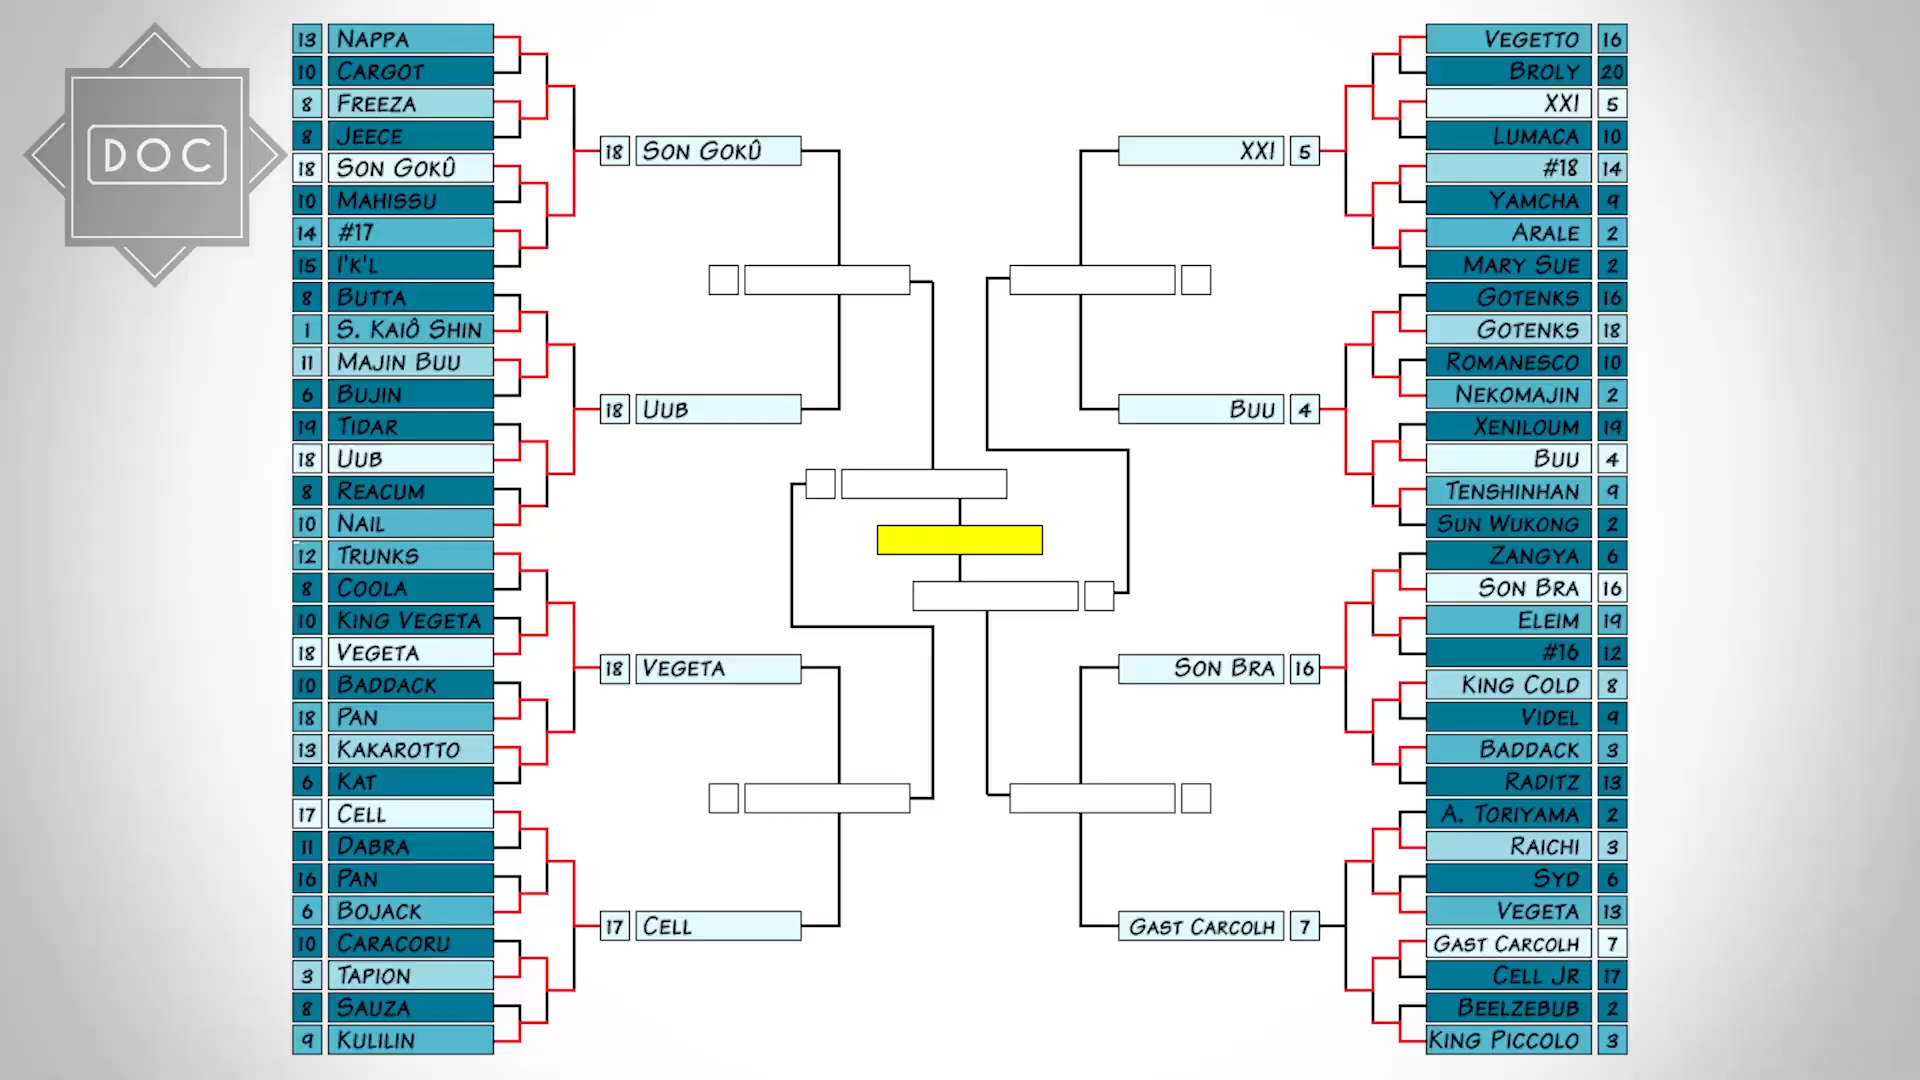 DOC
13 NAPPA
10 CARGOT
8 FREEZA
8 JEECE
18 SON GOKÛ
10 MAHISSU
14 #17
15 I'K'L
8 BUTTA
1 S. KAIÔ SHIN
11 MAJIN BUU
6 BUJIN
19 TIDAR
18 UUB
8 REACUM
10 NAIL
12 TRUNKS
8 COOLA
10 KING VEGETA
18 VEGETA
10 BADDACK
18 PAN
13 KAKAROTTO
6 KAT
17 CELL
11 DABRA
16 PAN
6 BOJACK
10 CARACORU
3 TAPION
8 SAUZA
9 KULILIN
18 SON GOKÛ
18 UUB
18 VEGETA
17 CELL
XXI 5
BUU 4
SON BRA 16
GAST CARCOLH 7
VEGETTO 16
BROLY 20
XXI 5
LUMACA 10
#18 14
YAMCHA 9
ARALE 2
MARY SUE 2
GOTENKS 16
GOTENKS 18
ROMANESCO 10
NEKOMAJIN 2
XENILOUM 19
BUU 4
TENSHINHAN 9
SUN WUKONG 2
ZANGYA 6
SON BRA 16
ELEIM 19
#16 12
KING COLD 8
VIDEL 9
BADDACK 3
RADITZ 13
A. TORIYAMA 2
RAICHI 3
SYD 6
VEGETA 13
GAST CARCOLH 7
CELL JR 17
BEELZEBUB 2
KING PICCOLO 3